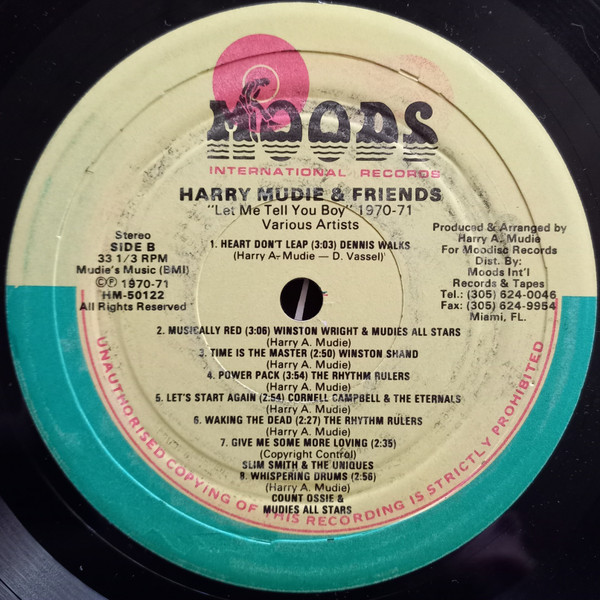 MOODS
INTERNATIONAL RECORDS
HARRY MUDIE & FRIENDS
"Let Me Tell You Boy" 1970-71
Various Artists
Stereo
SIDE B
33 1/3 RPM
Mudie's Music (BMI)
©℗ 1970-71
HM-50122
All Rights Reserved
Produced & Arranged by
Harry A. Mudie
For Moodisc Records
Dist. By:
Moods Int'l
Records & Tapes
Tel.: (305) 624-0046
Fax: (305) 624-9954
Miami, FL.
1. HEART DON'T LEAP (3:03) DENNIS WALKS
(Harry A. Mudie — D. Vassel)
2. MUSICALLY RED (3:06) WINSTON WRIGHT & MUDIES ALL STARS
(Harry A. Mudie)
3. TIME IS THE MASTER (2:50) WINSTON SHAND
(Harry A. Mudie)
4. POWER PACK (3:54) THE RHYTHM RULERS
(Harry A. Mudie)
5. LET'S START AGAIN (2:54) CORNELL CAMPBELL & THE ETERNALS
(Harry A. Mudie)
6. WAKING THE DEAD (2:27) THE RHYTHM RULERS
(Harry A. Mudie)
7. GIVE ME SOME MORE LOVING (2:35)
(Copyright Control)
SLIM SMITH & THE UNIQUES
8. WHISPERING DRUMS (2:56)
(Harry A. Mudie)
COUNT OSSIE &
MUDIES ALL STARS
UNAUTHORISED COPYING OF THIS RECORDING IS STRICTLY PROHIBITED